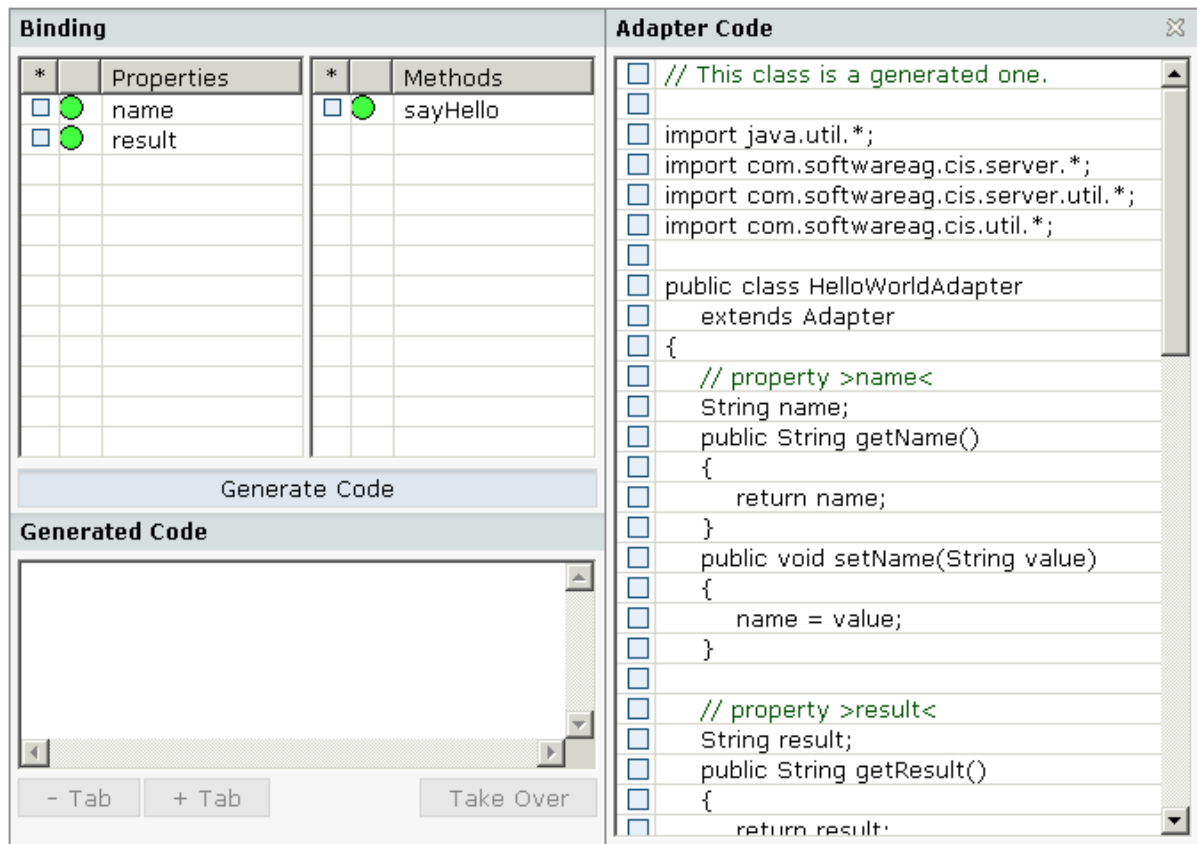 Binding
* Properties
name
result
* Methods
sayHello
Generate Code
Generated Code
- Tab + Tab Take Over
Adapter Code
// This class is a generated one.
import java.util.*;
import com.softwareag.cis.server.*;
import com.softwareag.cis.server.util.*;
import com.softwareag.cis.util.*;
public class HelloWorldAdapter
extends Adapter
{
// property >name<
String name;
public String getName()
{
return name;
}
public void setName(String value)
{
name = value;
}
// property >result<
String result;
public String getResult()
{
return result;